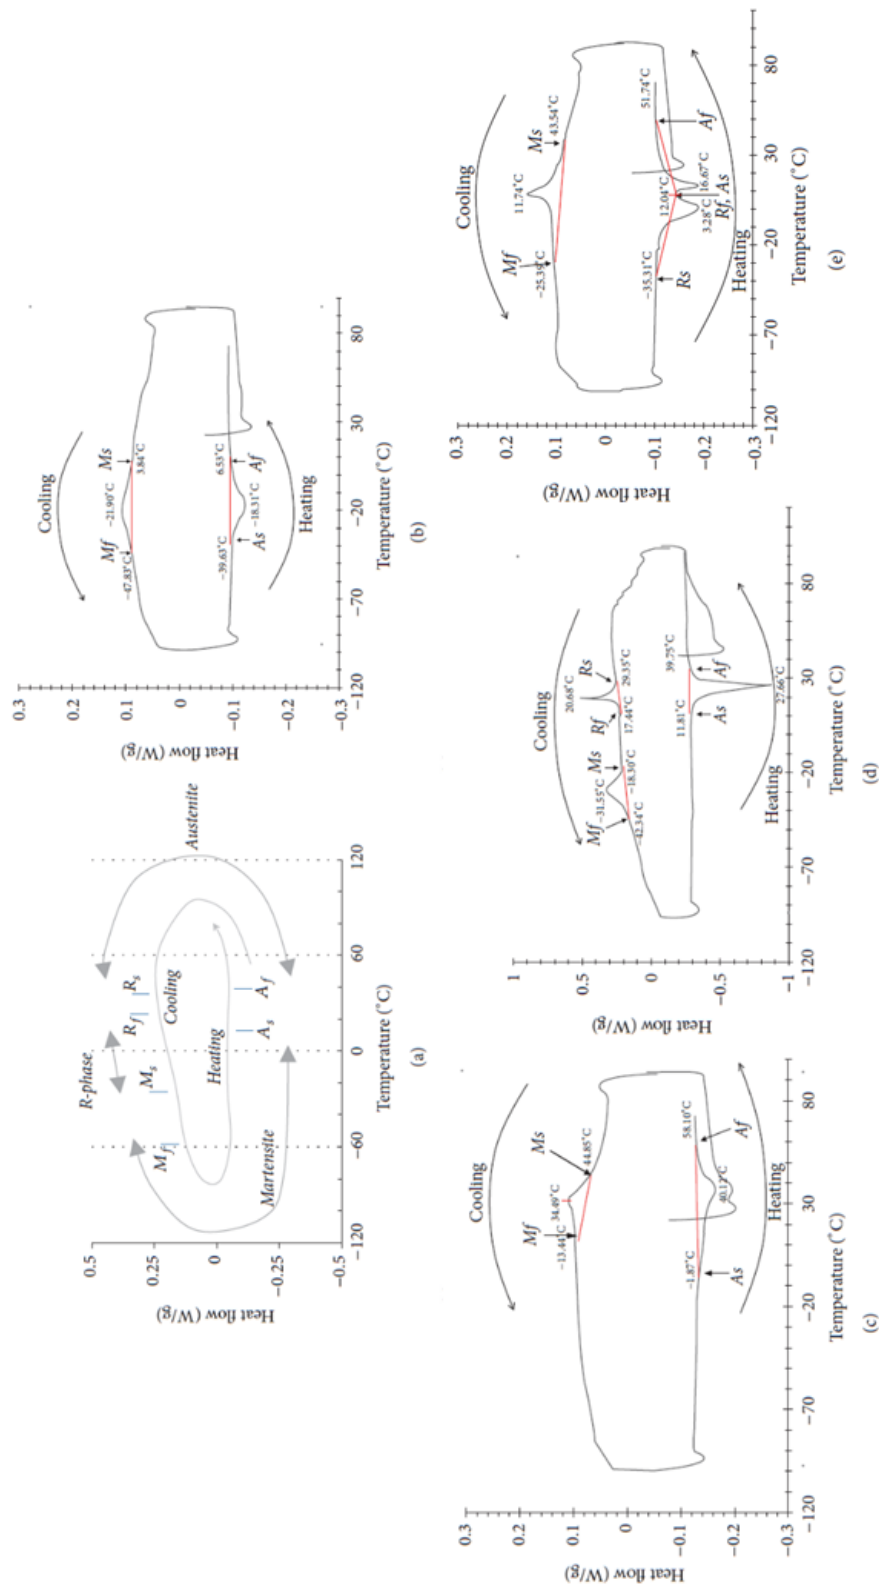 0.5
0.25
0
−0.25
−0.5
Heat flow (W/g)
−120
−60
0
60
120
Temperature (°C)
R-phase
Mf
Ms
Rf
Rs
Cooling
Heating
As
Af
Martensite
Austenite
(a)
0.3
0.2
0.1
0
−0.1
−0.2
−0.3
Heat flow (W/g)
−120
−70
−20
30
80
Temperature (°C)
Cooling
Mf
−47.83°C
−21.90°C
Ms
3.84°C
−39.63°C
6.53°C
As
−18.31°C
Af
Heating
(b)
0.3
0.2
0.1
0
−0.1
−0.2
−0.3
Heat flow (W/g)
−120
−70
−20
30
80
Temperature (°C)
Cooling
Mf
−13.44°C
34.49°C
Ms
44.85°C
−1.87°C
58.10°C
As
40.12°C
Af
Heating
(c)
1
0.5
0
−0.5
−1
Heat flow (W/g)
−120
−70
−20
30
80
Temperature (°C)
Cooling
Mf
−42.34°C
−31.55°C
Ms
−18.30°C
20.68°C
Rf
17.44°C
Rs
29.35°C
11.81°C
39.75°C
As
Af
27.66°C
Heating
(d)
0.3
0.2
0.1
0
−0.1
−0.2
−0.3
Heat flow (W/g)
−120
−70
−20
30
80
Temperature (°C)
Cooling
Mf
−25.39°C
11.74°C
Ms
43.54°C
−35.31°C
12.04°C
51.74°C
Rs
3.28°C
Rf, As
16.67°C
Af
Heating
(e)